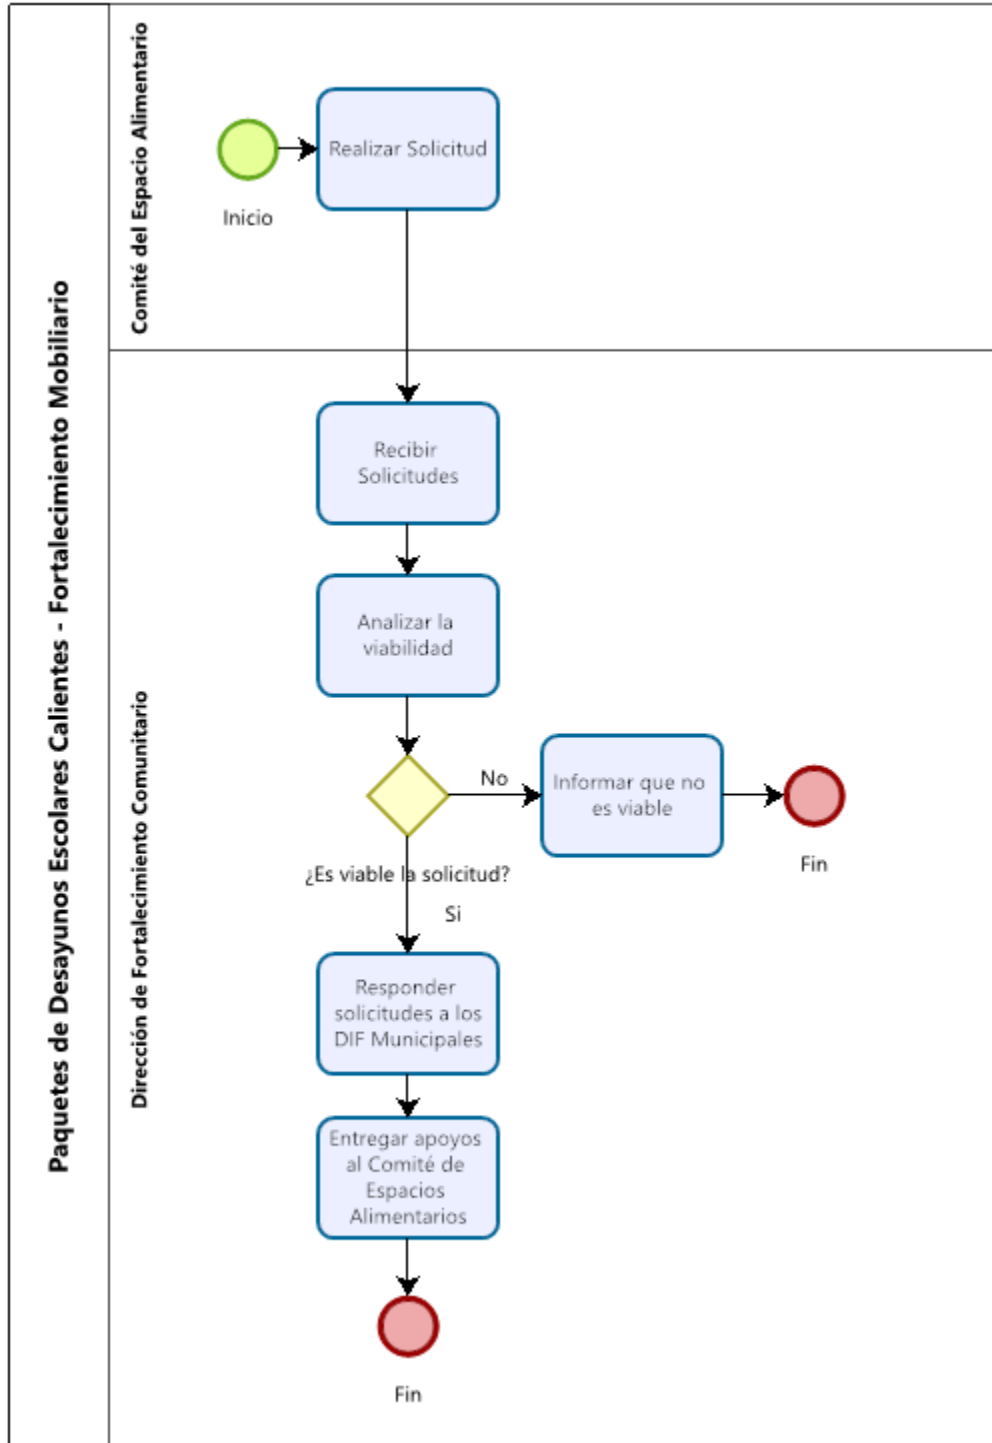 Paquetes de Desayunos Escolares Calientes - Fortalecimiento Mobiliario
Comité del Espacio Alimentario
Inicio
Realizar Solicitud
Dirección de Fortalecimiento Comunitario
Recibir
Solicitudes
Analizar la
viabilidad
¿Es viable la solicitud?
No
Informar que no
es viable
Fin
Si
Responder
solicitudes a los
DIF Municipales
Entregar apoyos
al Comité de
Espacios
Alimentarios
Fin